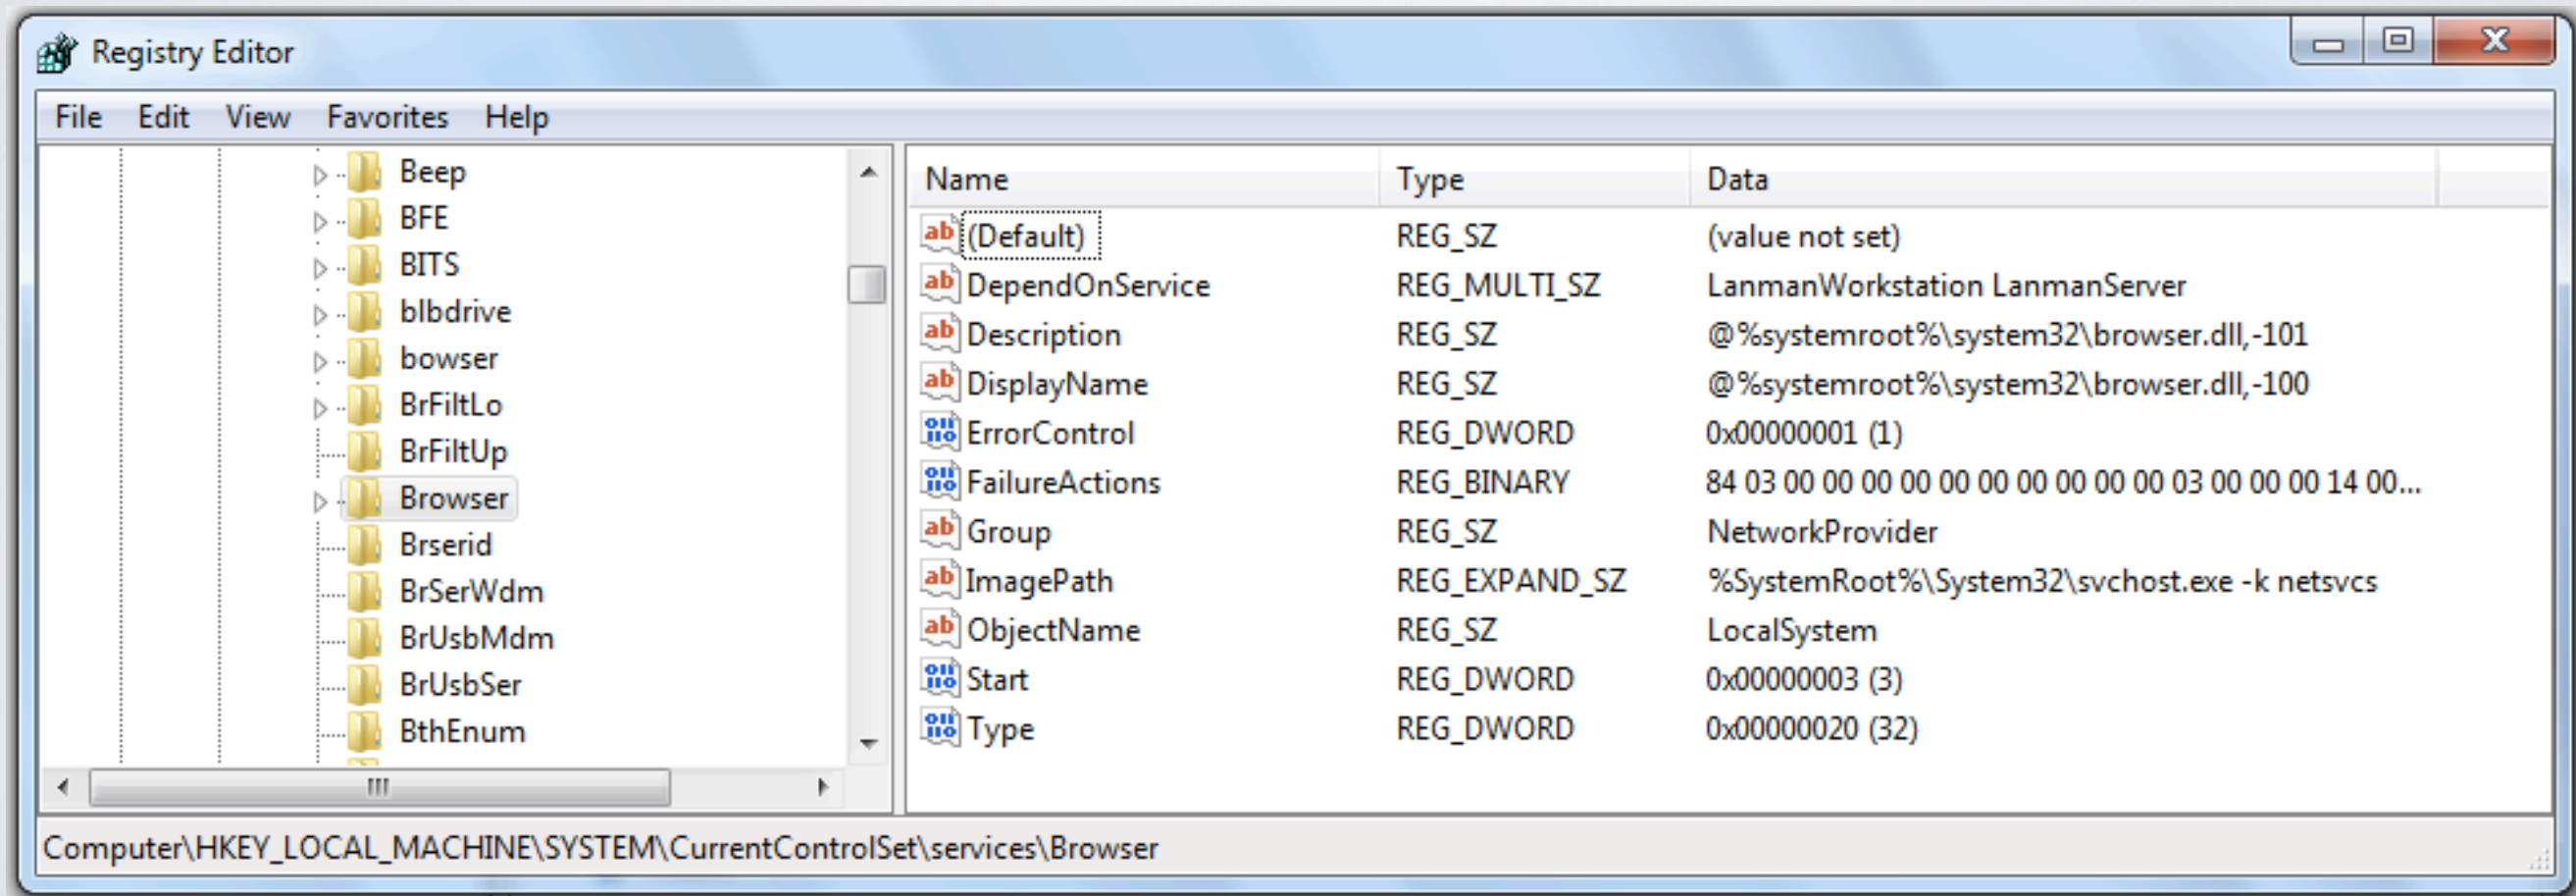 Registry Editor
File Edit View Favorites Help
Beep
BFE
BITS
blbdrive
bowser
BrFiltLo
BrFiltUp
Browser
Brserid
BrSerWdm
BrUsbMdm
BrUsbSer
BthEnum
Name Type Data
(Default) REG_SZ (value not set)
DependOnService REG_MULTI_SZ LanmanWorkstation LanmanServer
Description REG_SZ @%systemroot%\system32\browser.dll,-101
DisplayName REG_SZ @%systemroot%\system32\browser.dll,-100
ErrorControl REG_DWORD 0x00000001 (1)
FailureActions REG_BINARY 84 03 00 00 00 00 00 00 00 00 00 00 03 00 00 00 14 00...
Group REG_SZ NetworkProvider
ImagePath REG_EXPAND_SZ %SystemRoot%\System32\svchost.exe -k netsvcs
ObjectName REG_SZ LocalSystem
Start REG_DWORD 0x00000003 (3)
Type REG_DWORD 0x00000020 (32)
Computer\HKEY_LOCAL_MACHINE\SYSTEM\CurrentControlSet\services\Browser